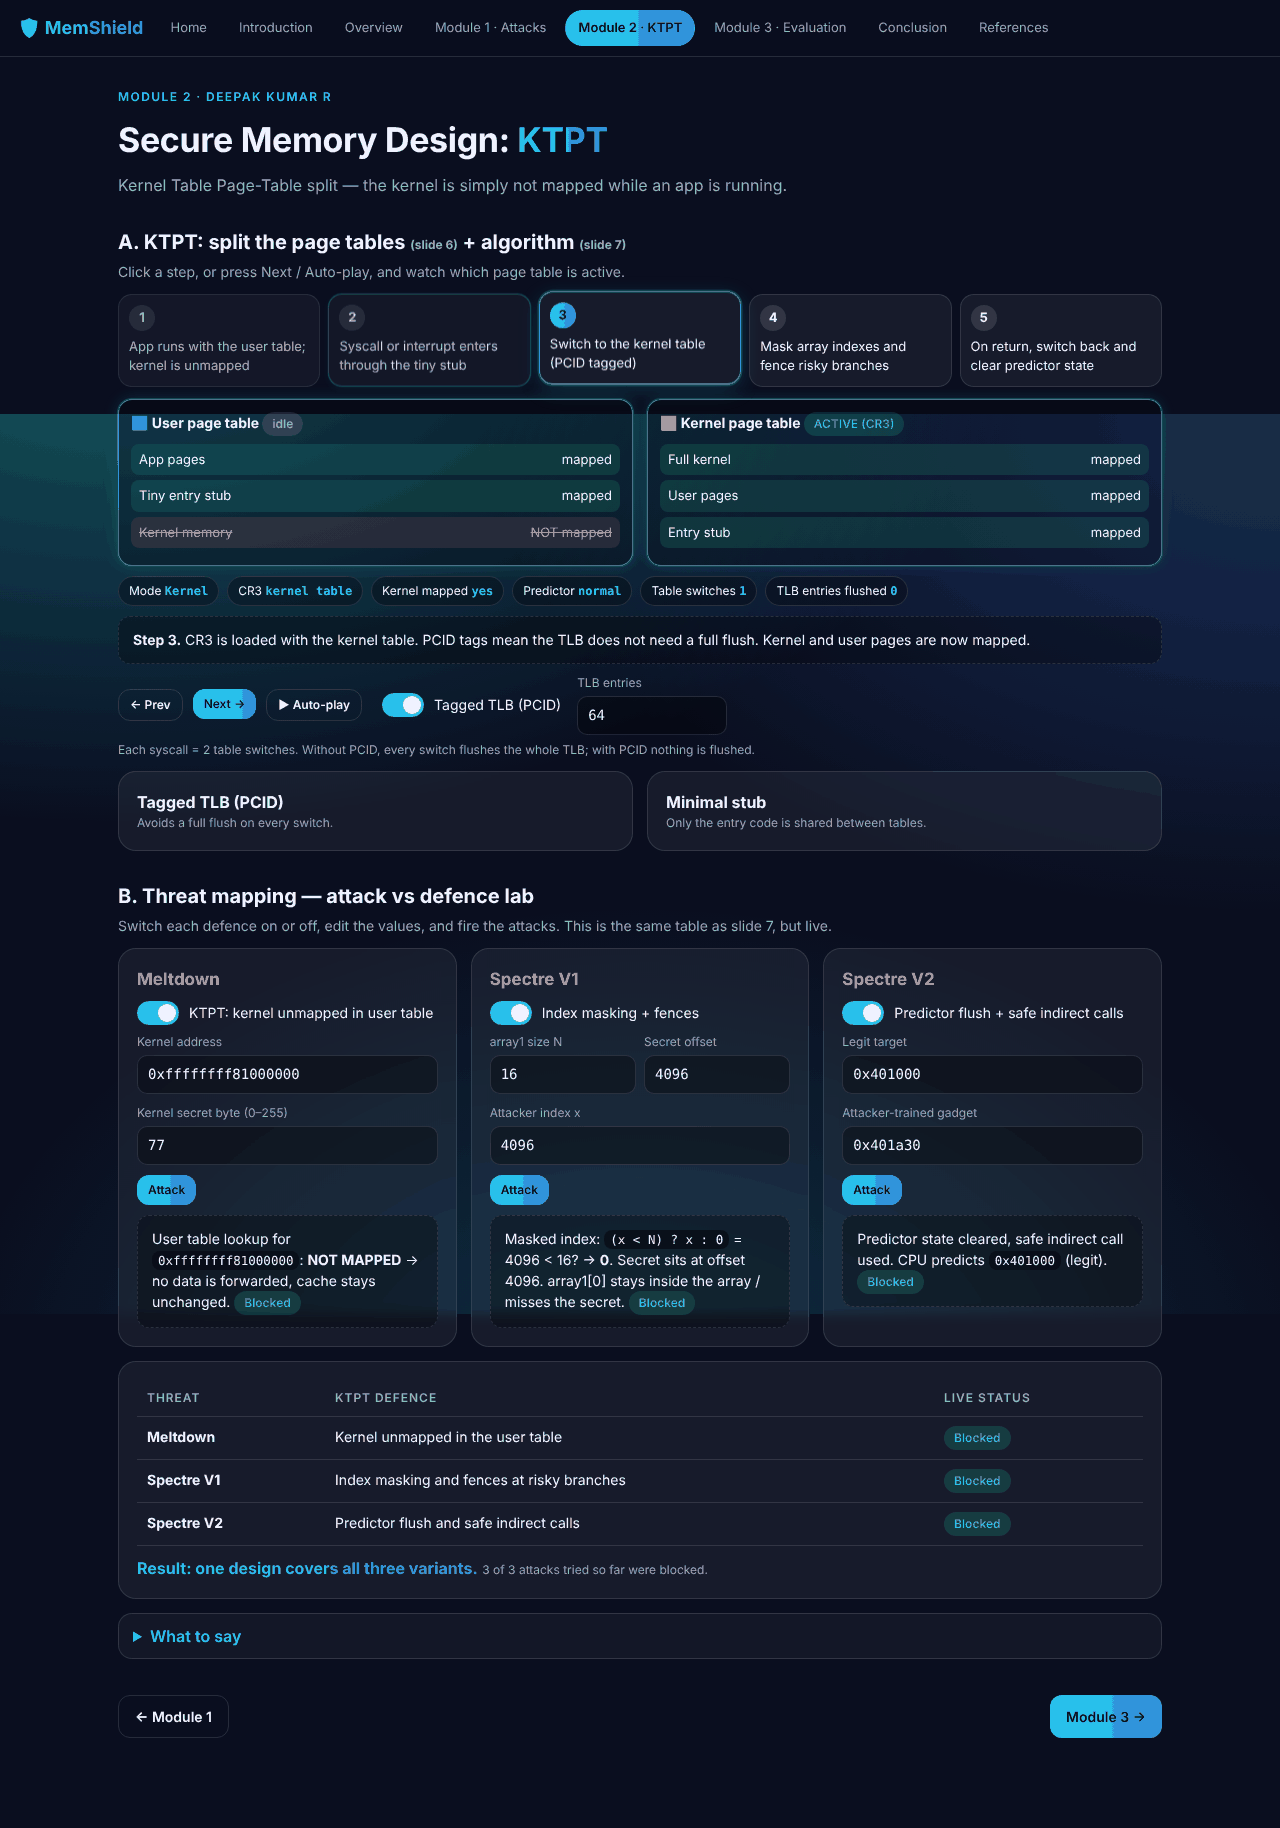 MemShield
Home
Introduction
Overview
Module 1 · Attacks
Module 2 · KTPT
Module 3 · Evaluation
Conclusion
References
MODULE 2 · DEEPAK KUMAR R
Secure Memory Design: KTPT
Kernel Table Page-Table split — the kernel is simply not mapped while an app is running.
A. KTPT: split the page tables (slide 6) + algorithm (slide 7)
Click a step, or press Next / Auto-play, and watch which page table is active.
1
App runs with the user table;
kernel is unmapped
2
Syscall or interrupt enters
through the tiny stub
3
Switch to the kernel table
(PCID tagged)
4
Mask array indexes and
fence risky branches
5
On return, switch back and
clear predictor state
User page table idle
App pages mapped
Tiny entry stub mapped
Kernel memory NOT mapped
Kernel page table ACTIVE (CR3)
Full kernel mapped
User pages mapped
Entry stub mapped
Mode Kernel
CR3 kernel table
Kernel mapped yes
Predictor normal
Table switches 1
TLB entries flushed 0
Step 3. CR3 is loaded with the kernel table. PCID tags mean the TLB does not need a full flush. Kernel and user pages are now mapped.
← Prev
Next →
▶ Auto-play
Tagged TLB (PCID)
TLB entries
64
Each syscall = 2 table switches. Without PCID, every switch flushes the whole TLB; with PCID nothing is flushed.
Tagged TLB (PCID)
Avoids a full flush on every switch.
Minimal stub
Only the entry code is shared between tables.
B. Threat mapping — attack vs defence lab
Switch each defence on or off, edit the values, and fire the attacks. This is the same table as slide 7, but live.
Meltdown
KTPT: kernel unmapped in user table
Kernel address
0xffffffff81000000
Kernel secret byte (0–255)
77
Attack
User table lookup for
0xffffffff81000000: NOT MAPPED →
no data is forwarded, cache stays
unchanged. Blocked
Spectre V1
Index masking + fences
array1 size N
Secret offset
16
4096
Attacker index x
4096
Attack
Masked index: (x < N) ? x : 0 =
4096 < 16? → 0. Secret sits at offset
4096. array1[0] stays inside the array /
misses the secret. Blocked
Spectre V2
Predictor flush + safe indirect calls
Legit target
0x401000
Attacker-trained gadget
0x401a30
Attack
Predictor state cleared, safe indirect call
used. CPU predicts 0x401000 (legit).
Blocked
THREAT KTPT DEFENCE LIVE STATUS
Meltdown Kernel unmapped in the user table Blocked
Spectre V1 Index masking and fences at risky branches Blocked
Spectre V2 Predictor flush and safe indirect calls Blocked
Result: one design covers all three variants. 3 of 3 attacks tried so far were blocked.
▶ What to say
← Module 1
Module 3 →